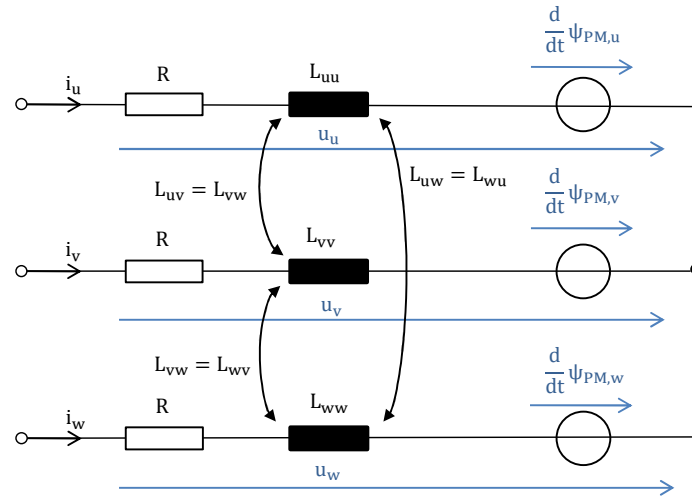 d/dt ψPM,u
R
Luu
iu
uu
Luv = Lvw
Luw = Lwu
d/dt ψPM,v
R
Lvv
iv
uv
Lvw = Lwv
d/dt ψPM,w
R
Lww
iw
uw